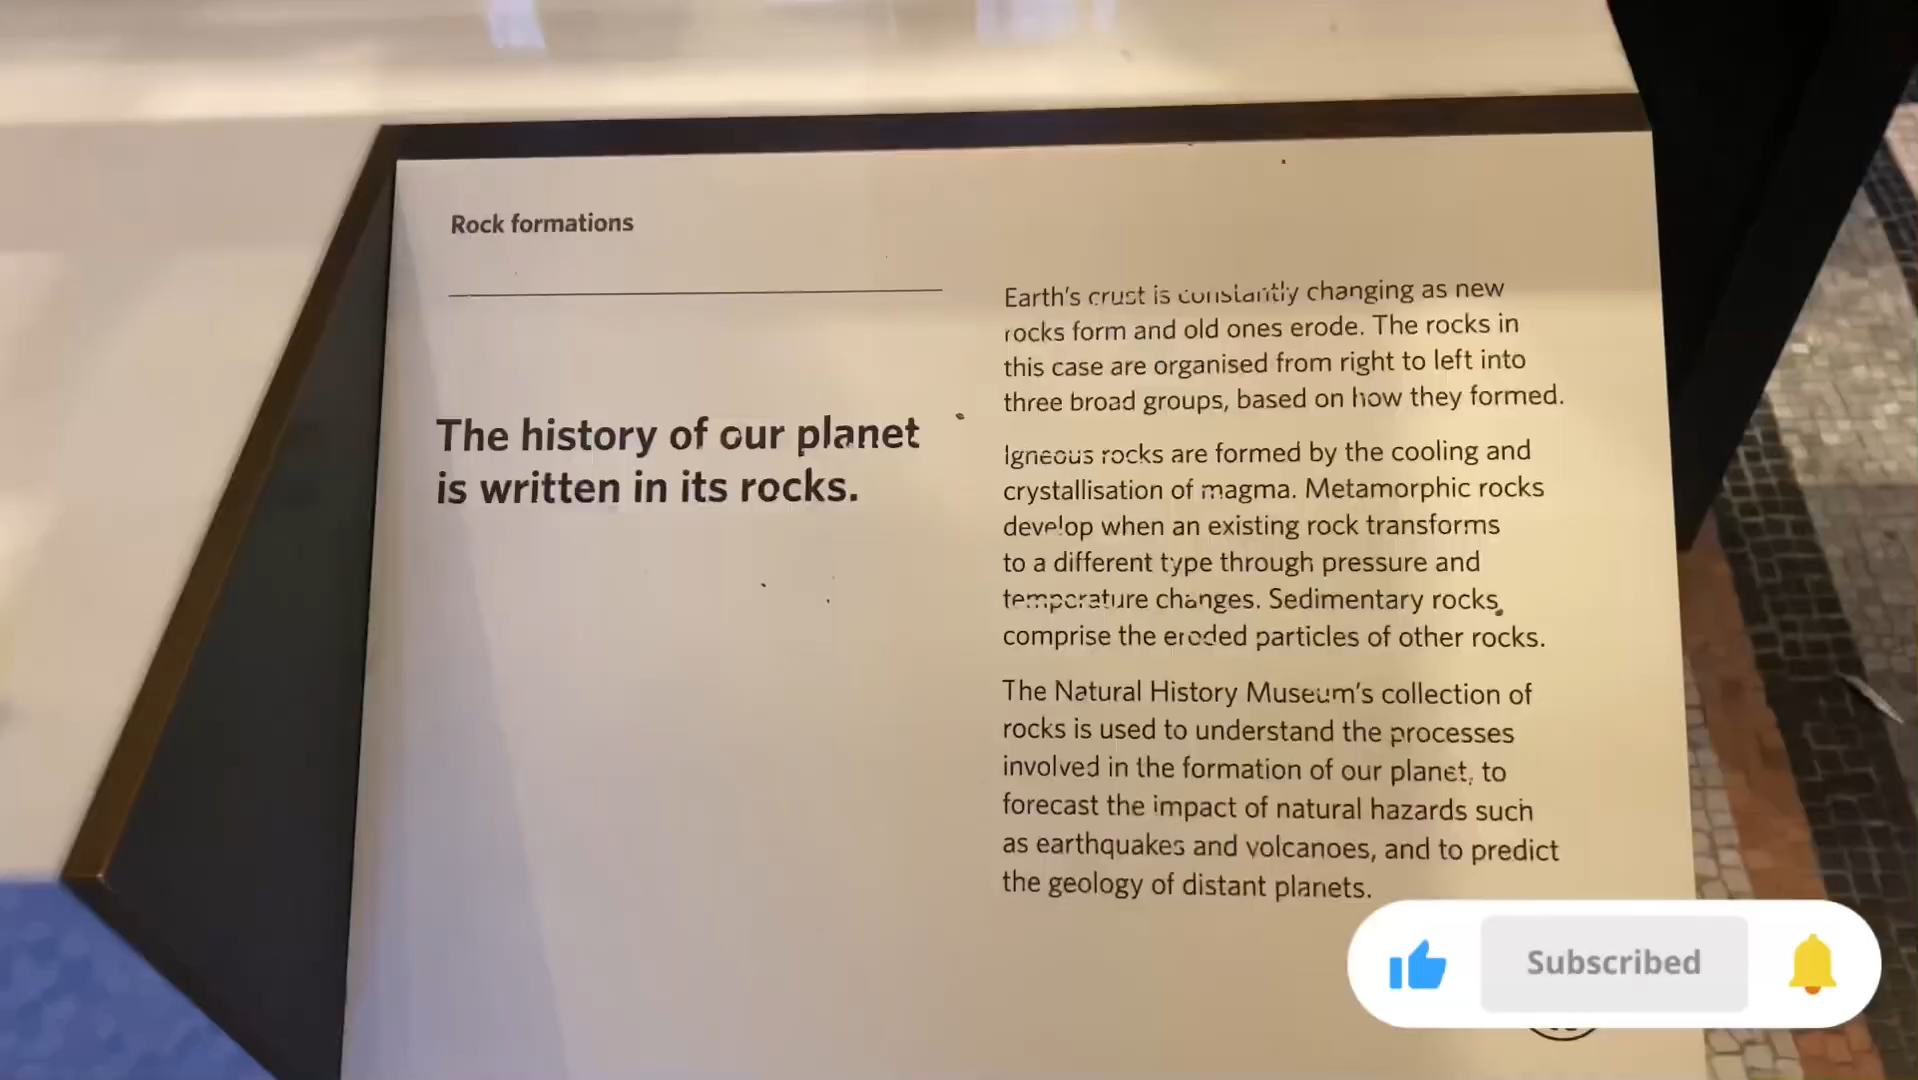 Rock formations
The history of our planet
is written in its rocks.
Earth's crust is constantly changing as new
rocks form and old ones erode. The rocks in
this case are organised from right to left into
three broad groups, based on how they formed.
Igneous rocks are formed by the cooling and
crystallisation of magma. Metamorphic rocks
develop when an existing rock transforms
to a different type through pressure and
temperature changes. Sedimentary rocks
comprise the eroded particles of other rocks.
The Natural History Museum's collection of
rocks is used to understand the processes
involved in the formation of our planet, to
forecast the impact of natural hazards such
as earthquakes and volcanoes, and to predict
the geology of distant planets.
Subscribed